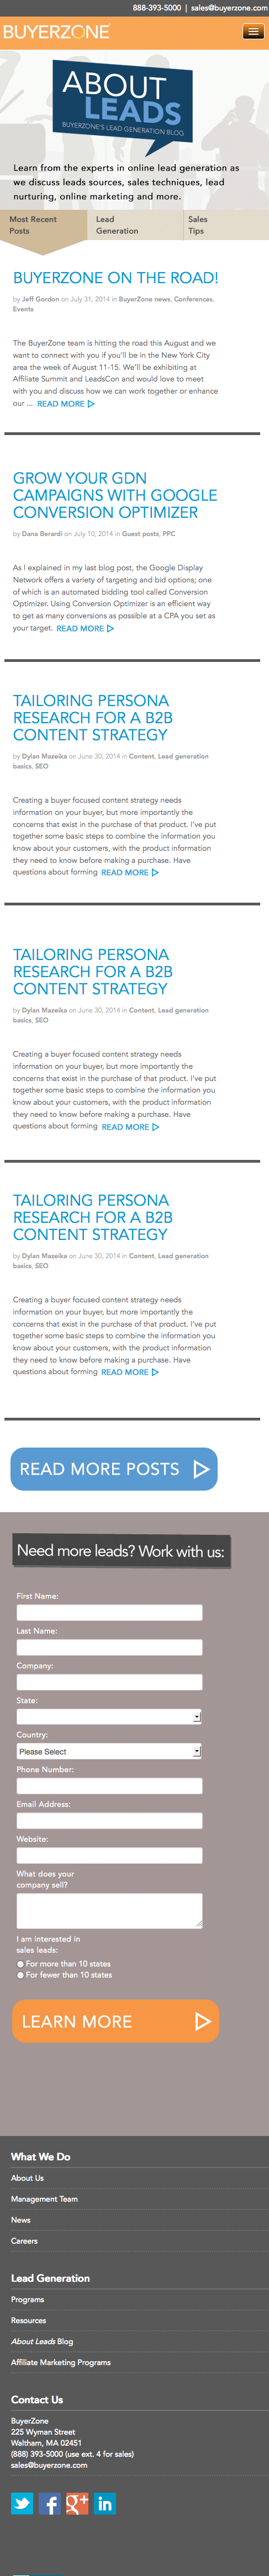 888-393-5000 | sales@buyerzone.com
BUYERZONE
ABOUT
LEADS
BUYERZONE'S LEAD GENERATION BLOG
Learn from the experts in online lead generation as
we discuss leads sources, sales techniques, lead
nurturing, online marketing and more.
Most Recent
Posts
Lead
Generation
Sales
Tips
BUYERZONE ON THE ROAD!
by Jeff Gordon on July 31, 2014 in BuyerZone news, Conferences,
Events
The BuyerZone team is hitting the road this August and we
want to connect with you if you'll be in the New York City
area the week of August 11-15. We'll be exhibiting at
Affiliate Summit and LeadsCon and would love to meet
with you and discuss how we can work together or enhance
our ... READ MORE
GROW YOUR GDN
CAMPAIGNS WITH GOOGLE
CONVERSION OPTIMIZER
by Dana Berardi on July 10, 2014 in Guest posts, PPC
As I explained in my last blog post, the Google Display
Network offers a variety of targeting and bid options; one
of which is an automated bidding tool called Conversion
Optimizer. Using Conversion Optimizer is an efficient way
to get as many conversions as possible at a CPA you set as
your target. READ MORE
TAILORING PERSONA
RESEARCH FOR A B2B
CONTENT STRATEGY
by Dylan Mazeika on June 30, 2014 in Content, Lead generation
basics, SEO
Creating a buyer focused content strategy needs
information on your buyer, but more importantly the
concerns that exist in the purchase of that product. I've put
together some basic steps to combine the information you
know about your customers, with the product information
they need to know before making a purchase. Have
questions about forming READ MORE
TAILORING PERSONA
RESEARCH FOR A B2B
CONTENT STRATEGY
by Dylan Mazeika on June 30, 2014 in Content, Lead generation
basics, SEO
Creating a buyer focused content strategy needs
information on your buyer, but more importantly the
concerns that exist in the purchase of that product. I've put
together some basic steps to combine the information you
know about your customers, with the product information
they need to know before making a purchase. Have
questions about forming READ MORE
TAILORING PERSONA
RESEARCH FOR A B2B
CONTENT STRATEGY
by Dylan Mazeika on June 30, 2014 in Content, Lead generation
basics, SEO
Creating a buyer focused content strategy needs
information on your buyer, but more importantly the
concerns that exist in the purchase of that product. I've put
together some basic steps to combine the information you
know about your customers, with the product information
they need to know before making a purchase. Have
questions about forming READ MORE
READ MORE POSTS
Need more leads? Work with us:
First Name:
Last Name:
Company:
State:
Country:
Please Select
Phone Number:
Email Address:
Website:
What does your
company sell?
I am interested in
sales leads:
For more than 10 states
For fewer than 10 states
LEARN MORE
What We Do
About Us
Management Team
News
Careers
Lead Generation
Programs
Resources
About Leads Blog
Affiliate Marketing Programs
Contact Us
BuyerZone
225 Wyman Street
Waltham, MA 02451
(888) 393-5000 (use ext. 4 for sales)
sales@buyerzone.com